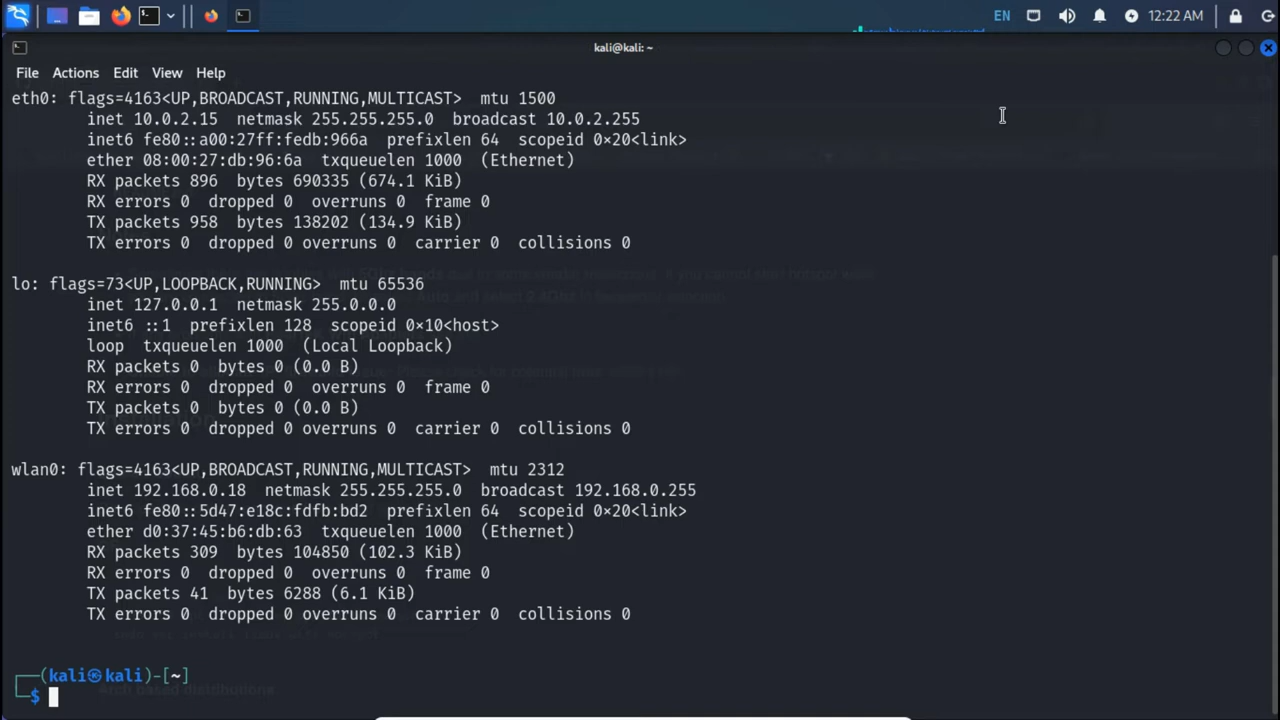 EN
12:22 AM
kali@kali: ~
File Actions Edit View Help
eth0: flags=4163<UP,BROADCAST,RUNNING,MULTICAST>  mtu 1500
inet 10.0.2.15  netmask 255.255.255.0  broadcast 10.0.2.255
inet6 fe80::a00:27ff:fedb:966a  prefixlen 64  scopeid 0×20<link>
ether 08:00:27:db:96:6a  txqueuelen 1000  (Ethernet)
RX packets 896  bytes 690335 (674.1 KiB)
RX errors 0  dropped 0  overruns 0  frame 0
TX packets 958  bytes 138202 (134.9 KiB)
TX errors 0  dropped 0 overruns 0  carrier 0  collisions 0
lo: flags=73<UP,LOOPBACK,RUNNING>  mtu 65536
inet 127.0.0.1  netmask 255.0.0.0
inet6 ::1  prefixlen 128  scopeid 0×10<host>
loop  txqueuelen 1000  (Local Loopback)
RX packets 0  bytes 0 (0.0 B)
RX errors 0  dropped 0  overruns 0  frame 0
TX packets 0  bytes 0 (0.0 B)
TX errors 0  dropped 0 overruns 0  carrier 0  collisions 0
wlan0: flags=4163<UP,BROADCAST,RUNNING,MULTICAST>  mtu 2312
inet 192.168.0.18  netmask 255.255.255.0  broadcast 192.168.0.255
inet6 fe80::5d47:e18c:fdfb:bd2  prefixlen 64  scopeid 0×20<link>
ether d0:37:45:b6:db:63  txqueuelen 1000  (Ethernet)
RX packets 309  bytes 104850 (102.3 KiB)
RX errors 0  dropped 0  overruns 0  frame 0
TX packets 41  bytes 6288 (6.1 KiB)
TX errors 0  dropped 0 overruns 0  carrier 0  collisions 0
(kali㉿kali)-[~]
$
Arch based distributions